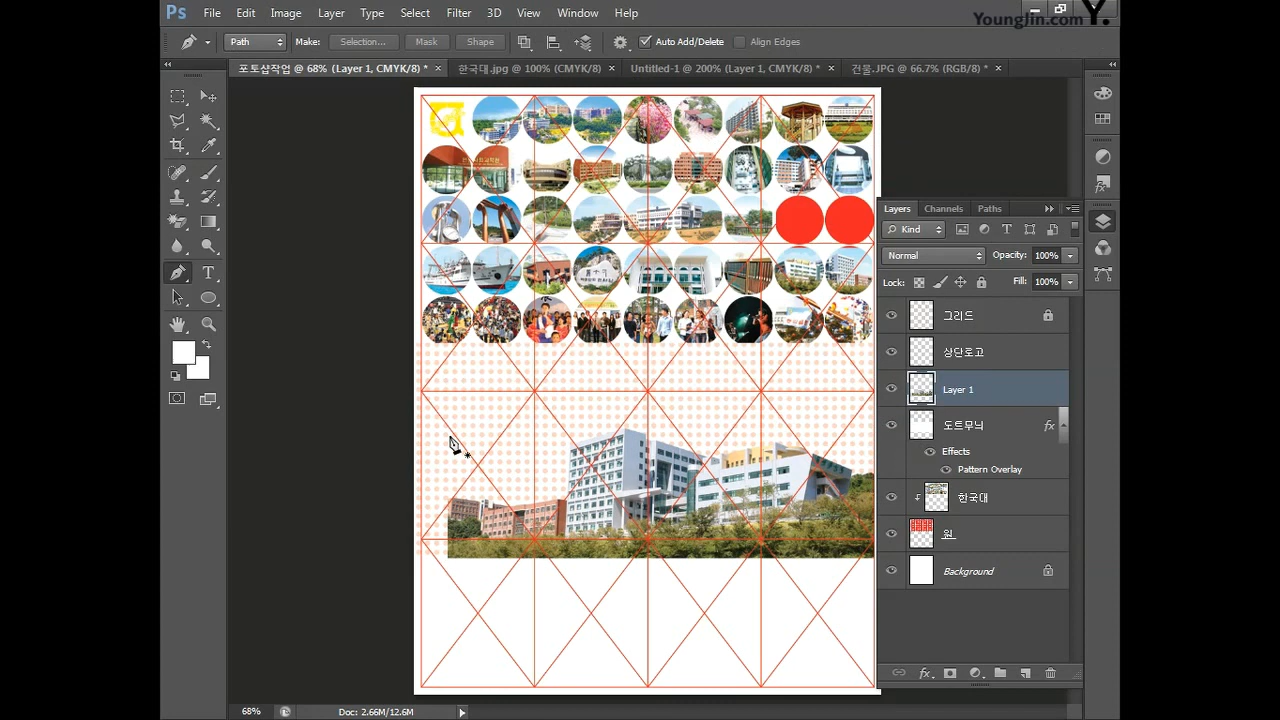 Ps File Edit Image Layer Type Select Filter 3D View Window Help
YoungJin.com Y.
Path Make: Selection... Mask Shape Auto Add/Delete Align Edges
포토샵작업 @ 68% (Layer 1, CMYK/8) * × 한국대.jpg @ 100% (CMYK/8) × Untitled-1 @ 200% (Layer 1, CMYK/8) * × 건물.JPG @ 66.7% (RGB/8) * ×
Layers Channels Paths
Kind
Normal Opacity: 100%
Lock: Fill: 100%
그리드
상단로고
Layer 1
도트무늬 fx
Effects
Pattern Overlay
한국대
원
Background
68% Doc: 2.66M/12.6M